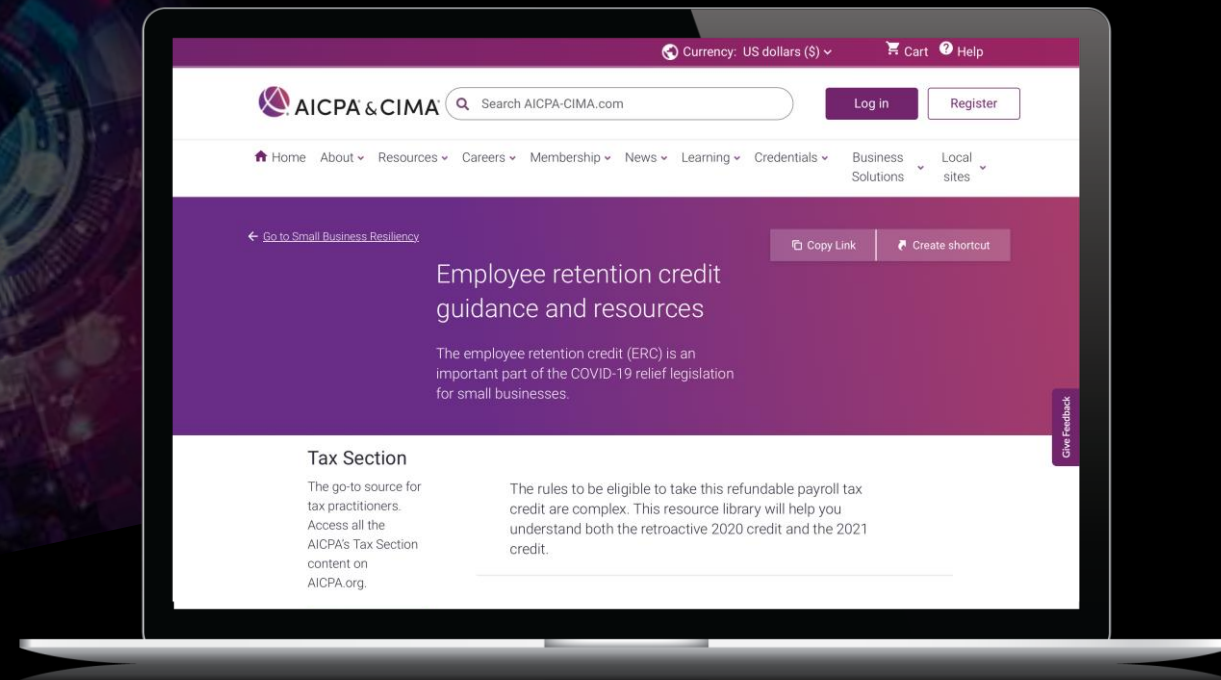 Currency: US dollars ($)
Cart
Help
AICPA & CIMA
Search AICPA-CIMA.com
Log in
Register
Home
About
Resources
Careers
Membership
News
Learning
Credentials
Business
Solutions
Local
sites
Go to Small Business Resiliency
Copy Link
Create shortcut
Employee retention credit
guidance and resources
The employee retention credit (ERC) is an
important part of the COVID-19 relief legislation
for small businesses.
Give Feedback
Tax Section
The go-to source for
tax practitioners.
Access all the
AICPA's Tax Section
content on
AICPA.org.
The rules to be eligible to take this refundable payroll tax
credit are complex. This resource library will help you
understand both the retroactive 2020 credit and the 2021
credit.